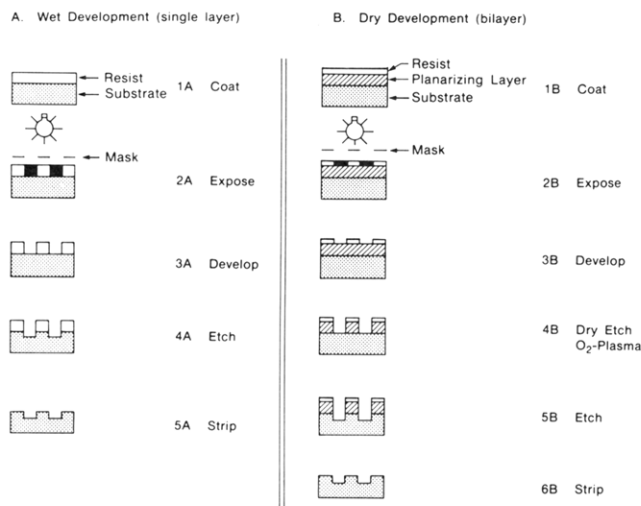 A. Wet Development (single layer)
Resist
Substrate
1A Coat
Mask
2A Expose
3A Develop
4A Etch
5A Strip
B. Dry Development (bilayer)
Resist
Planarizing Layer
Substrate
1B Coat
Mask
2B Expose
3B Develop
4B Dry Etch
O₂-Plasma
5B Etch
6B Strip